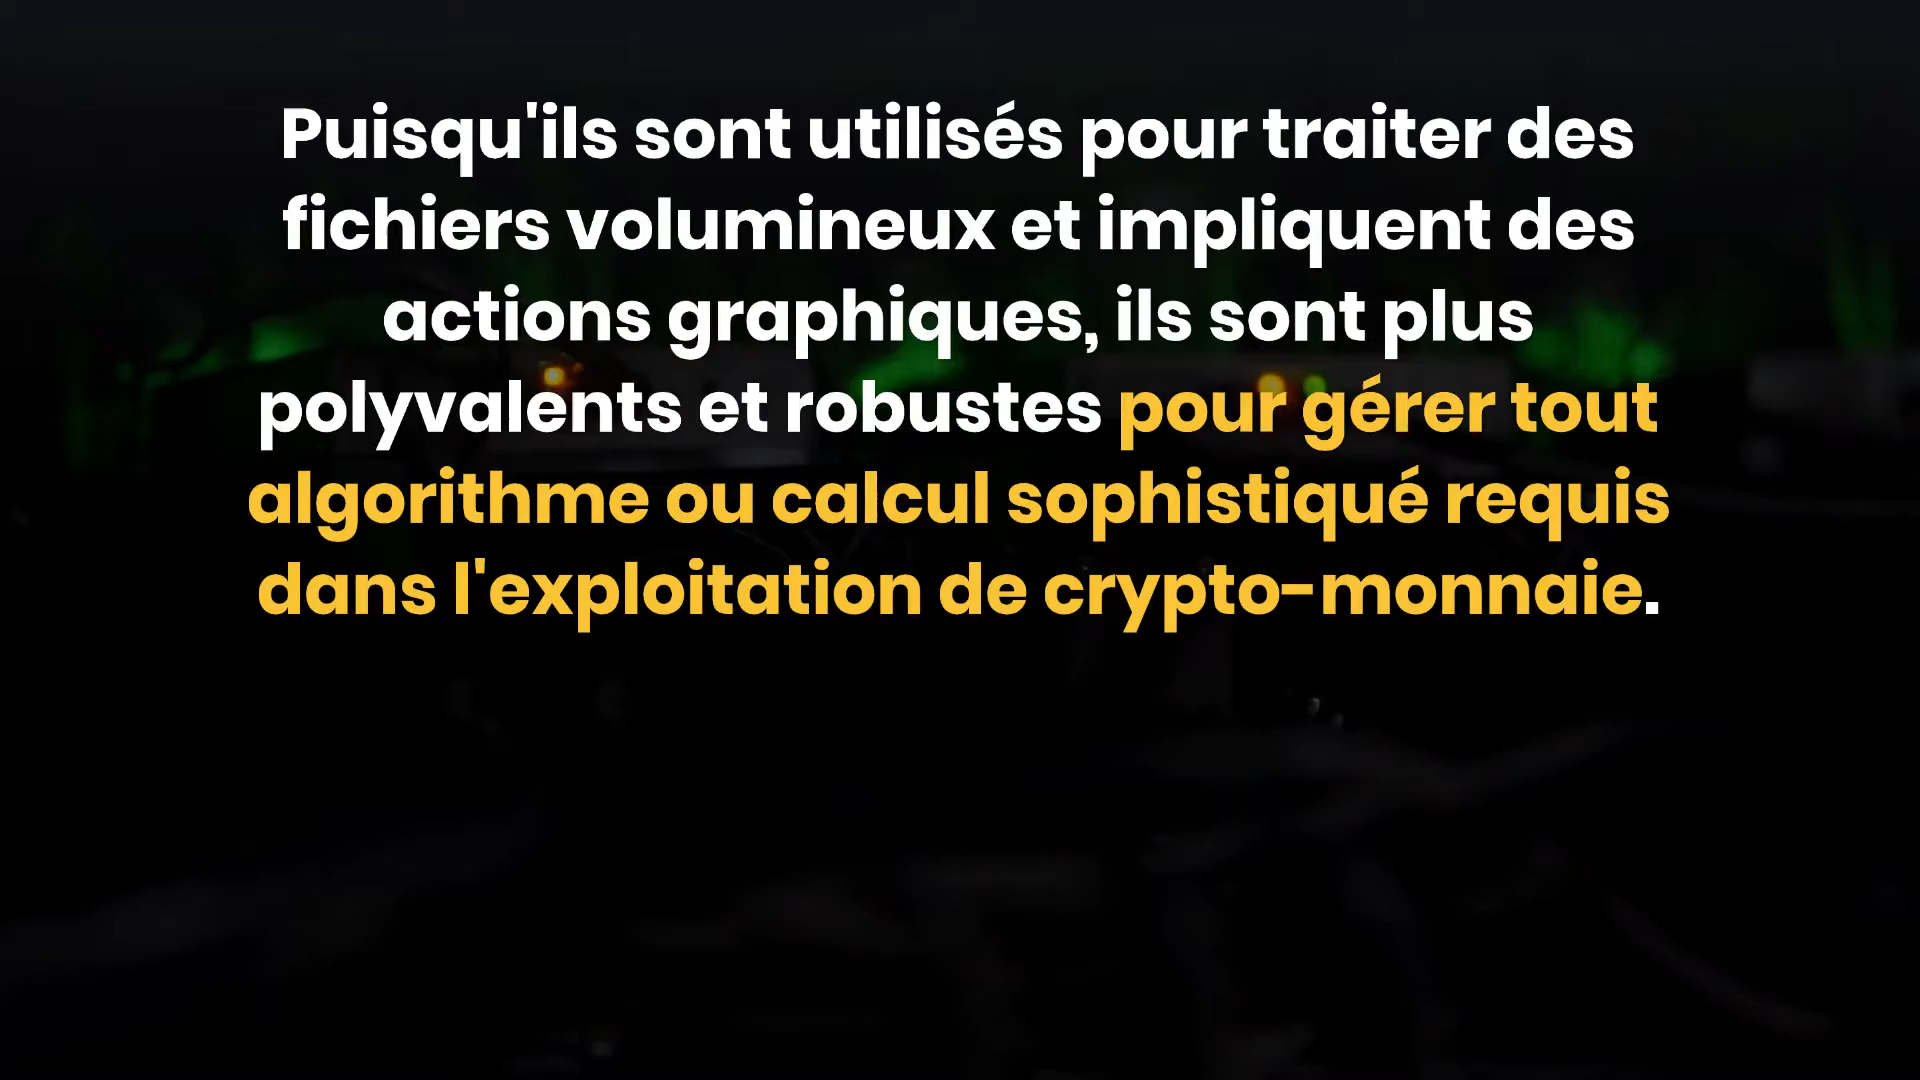 Puisqu'ils sont utilisés pour traiter des
fichiers volumineux et impliquent des
actions graphiques, ils sont plus
polyvalents et robustes pour gérer tout
algorithme ou calcul sophistiqué requis
dans l'exploitation de crypto-monnaie.